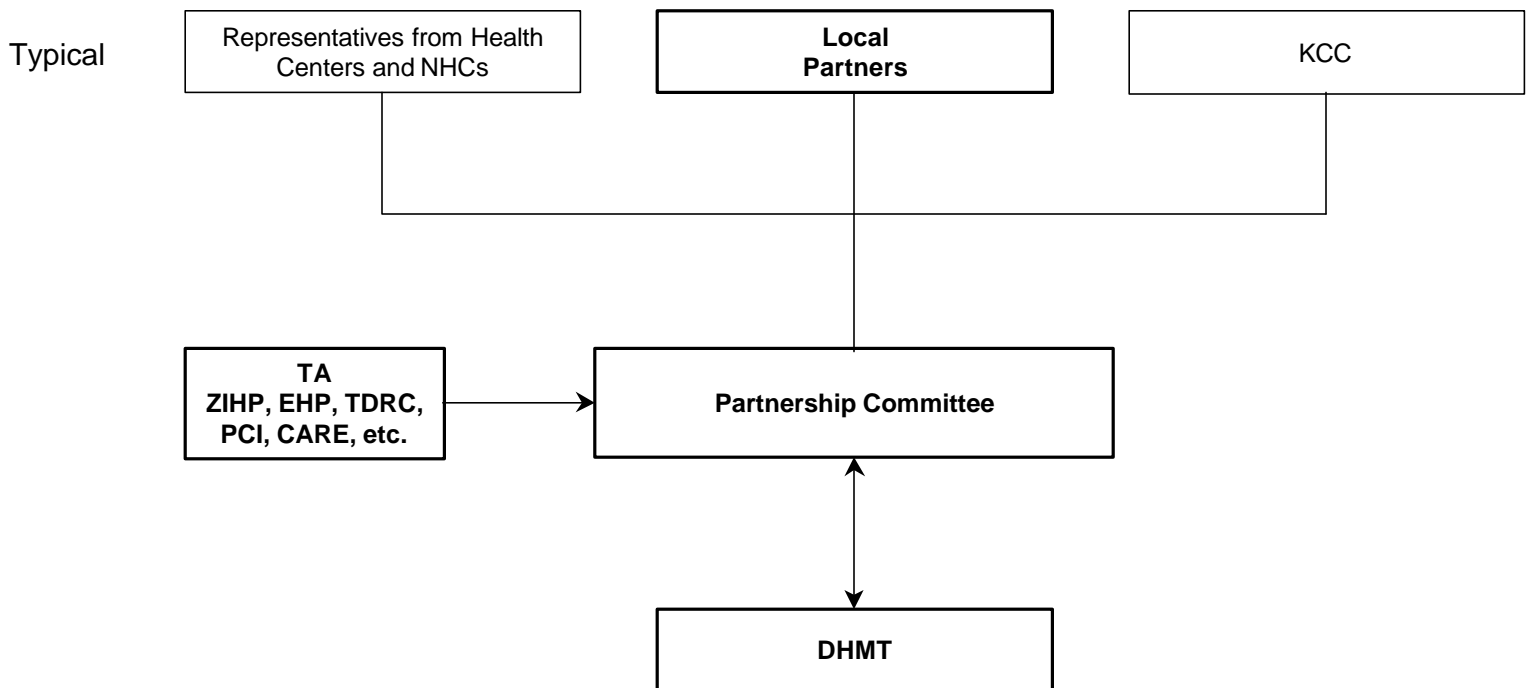 Typical
Representatives from Health
Centers and NHCs
Local
Partners
KCC
TA
ZIHP, EHP, TDRC,
PCI, CARE, etc.
Partnership Committee
DHMT